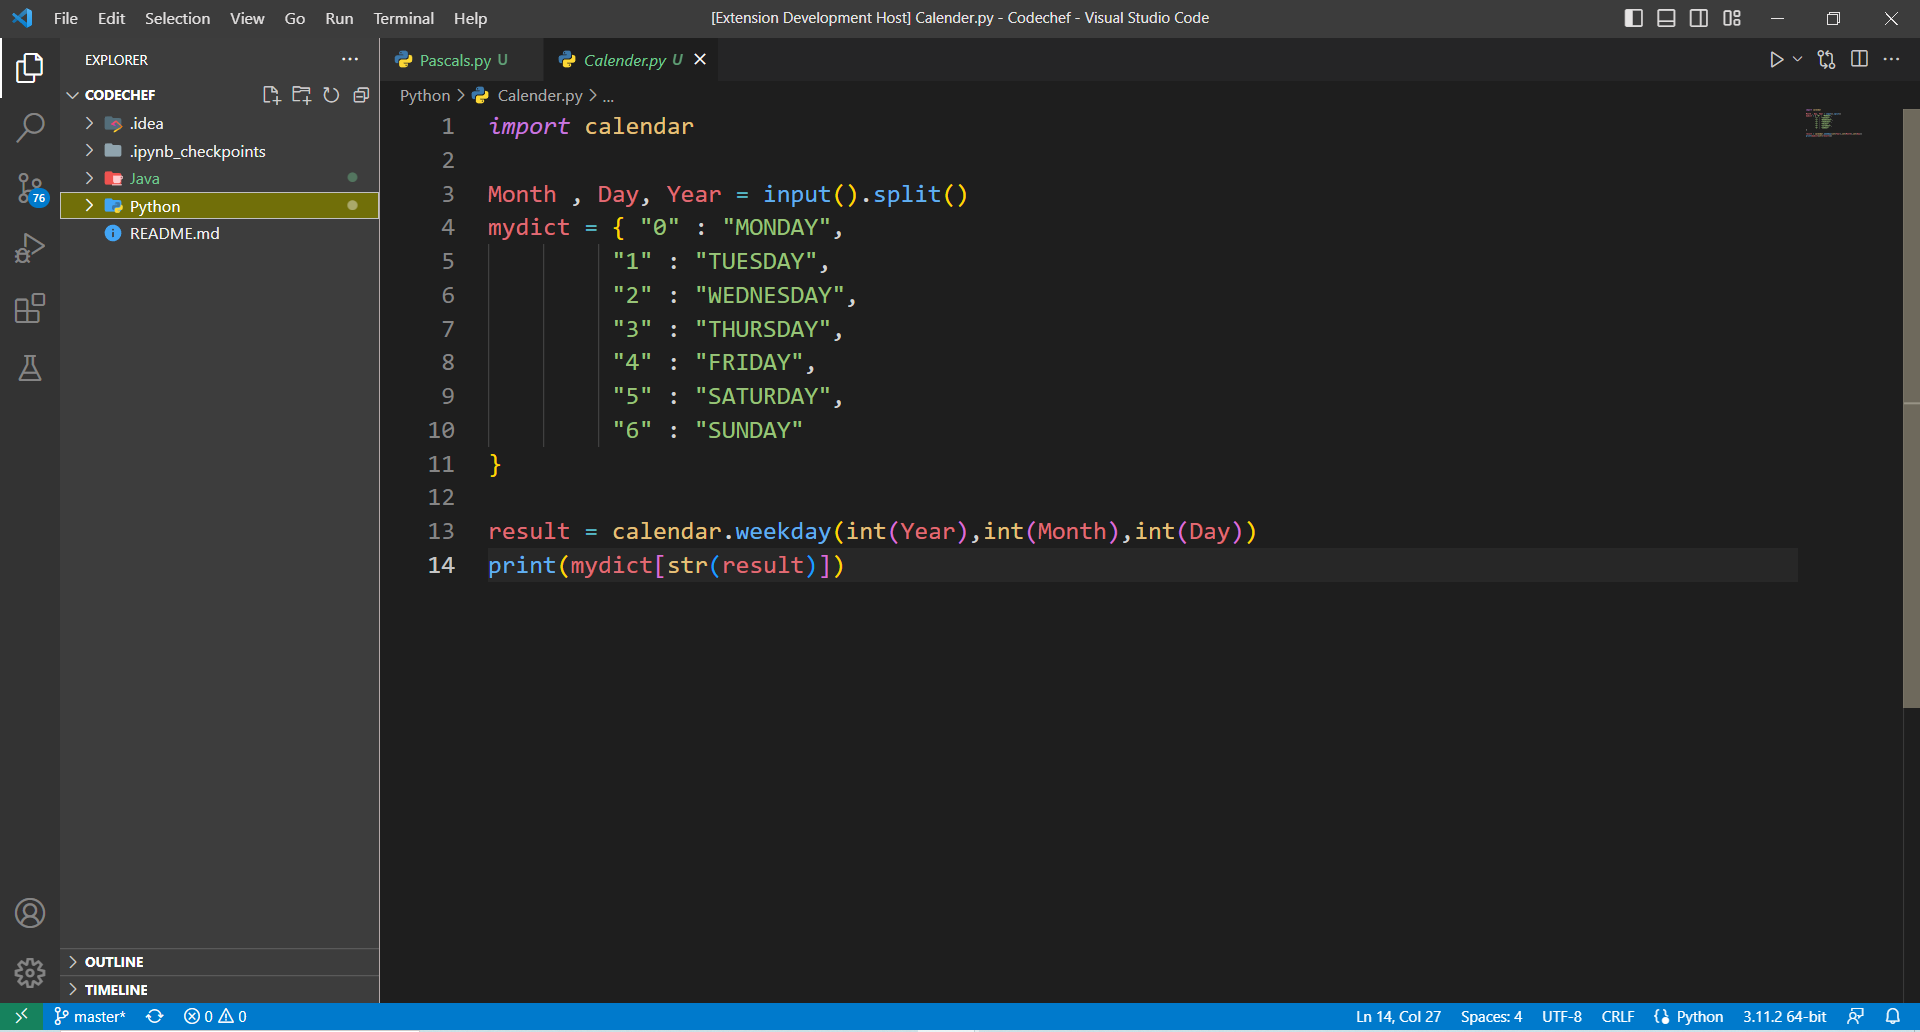 File Edit Selection View Go Run Terminal Help
[Extension Development Host] Calender.py - Codechef - Visual Studio Code
EXPLORER
CODECHEF
.idea
.ipynb_checkpoints
Java
Python
README.md
76
OUTLINE
TIMELINE
Pascals.py U
Calender.py U
Python > Calender.py > ...
1 import calendar
2
3 Month , Day, Year = input().split()
4 mydict = { "0" : "MONDAY",
5 "1" : "TUESDAY",
6 "2" : "WEDNESDAY",
7 "3" : "THURSDAY",
8 "4" : "FRIDAY",
9 "5" : "SATURDAY",
10 "6" : "SUNDAY"
11 }
12
13 result = calendar.weekday(int(Year),int(Month),int(Day))
14 print(mydict[str(result)])
master* 0 0 Ln 14, Col 27 Spaces: 4 UTF-8 CRLF Python 3.11.2 64-bit